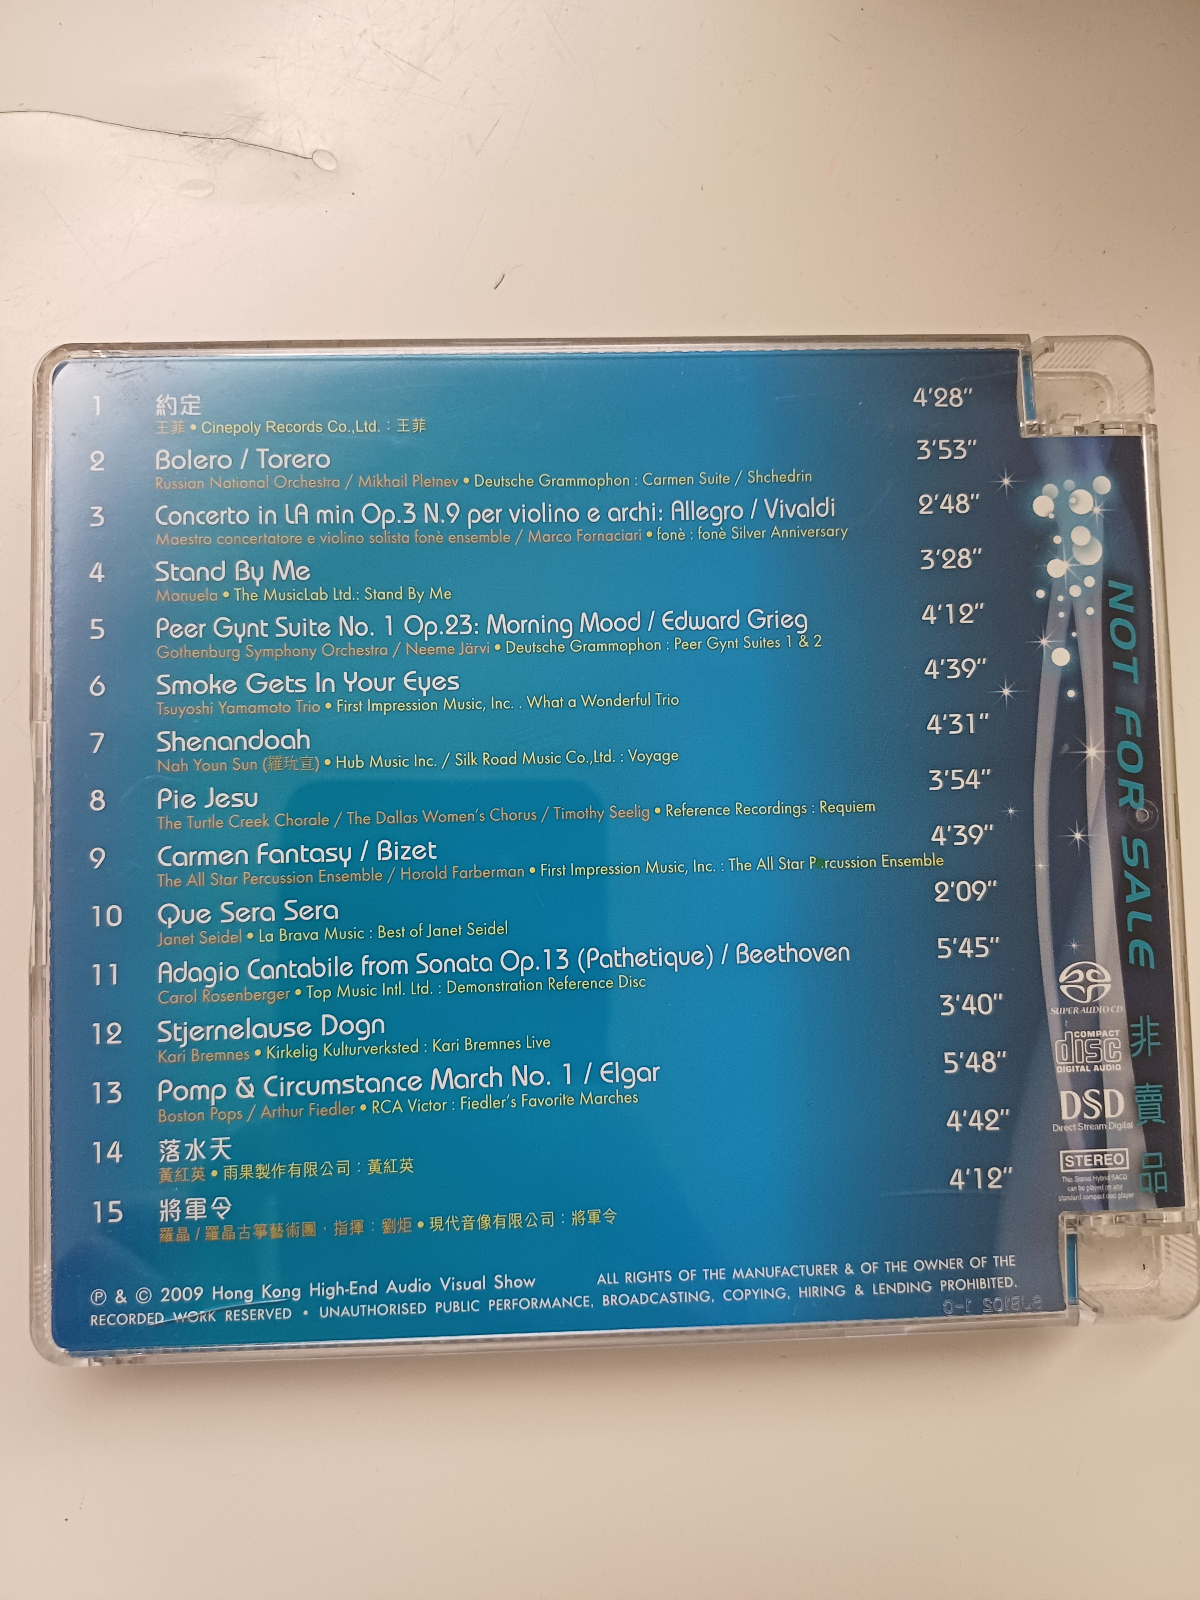 1 約定 4'28"
王菲 • Cinepoly Records Co.,Ltd. : 王菲
2 Bolero / Torero 3'53"
Russian National Orchestra / Mikhail Pletnev • Deutsche Grammophon : Carmen Suite / Shchedrin
3 Concerto in LA min Op.3 N.9 per violino e archi: Allegro / Vivaldi 2'48"
Maestro concertatore e violino solista fonè ensemble / Marco Fornaciari • fonè : fonè Silver Anniversary
4 Stand By Me 3'28"
Manuela • The MusicLab Ltd.: Stand By Me
5 Peer Gynt Suite No. 1 Op.23: Morning Mood / Edward Grieg 4'12"
Gothenburg Symphony Orchestra / Neeme Järvi • Deutsche Grammophon : Peer Gynt Suites 1 & 2
6 Smoke Gets In Your Eyes 4'39"
Tsuyoshi Yamamoto Trio • First Impression Music, Inc. . What a Wonderful Trio
7 Shenandoah 4'31"
Nah Youn Sun (羅玧宣) • Hub Music Inc. / Silk Road Music Co.,Ltd. : Voyage
8 Pie Jesu 3'54"
The Turtle Creek Chorale / The Dallas Women's Chorus / Timothy Seelig • Reference Recordings : Requiem
9 Carmen Fantasy / Bizet 4'39"
The All Star Percussion Ensemble / Horold Farberman • First Impression Music, Inc. : The All Star Percussion Ensemble
10 Que Sera Sera 2'09"
Janet Seidel • La Brava Music : Best of Janet Seidel
11 Adagio Cantabile from Sonata Op.13 (Pathetique) / Beethoven 5'45"
Carol Rosenberger • Top Music Intl. Ltd. : Demonstration Reference Disc
12 Stjernelause Dogn 3'40"
Kari Bremnes • Kirkelig Kulturverksted : Kari Bremnes Live
13 Pomp & Circumstance March No. 1 / Elgar 5'48"
Boston Pops / Arthur Fiedler • RCA Victor : Fiedler's Favorite Marches
14 落水天 4'42"
黃紅英 • 雨果製作有限公司 : 黃紅英
15 將軍令 4'12"
羅晶 / 羅晶古箏藝術團 · 指揮 : 劉炬 • 現代音像有限公司 : 將軍令
℗ & © 2009 Hong Kong High-End Audio Visual Show ALL RIGHTS OF THE MANUFACTURER & OF THE OWNER OF THE
RECORDED WORK RESERVED • UNAUTHORISED PUBLIC PERFORMANCE, BROADCASTING, COPYING, HIRING & LENDING PROHIBITED.
NOT FOR SALE 非賣品
SUPER AUDIO CD
COMPACT
disc
DIGITAL AUDIO
DSD
Direct Stream Digital
STEREO
This Stereo Hybrid SACD
can be played on any
standard compact disc player